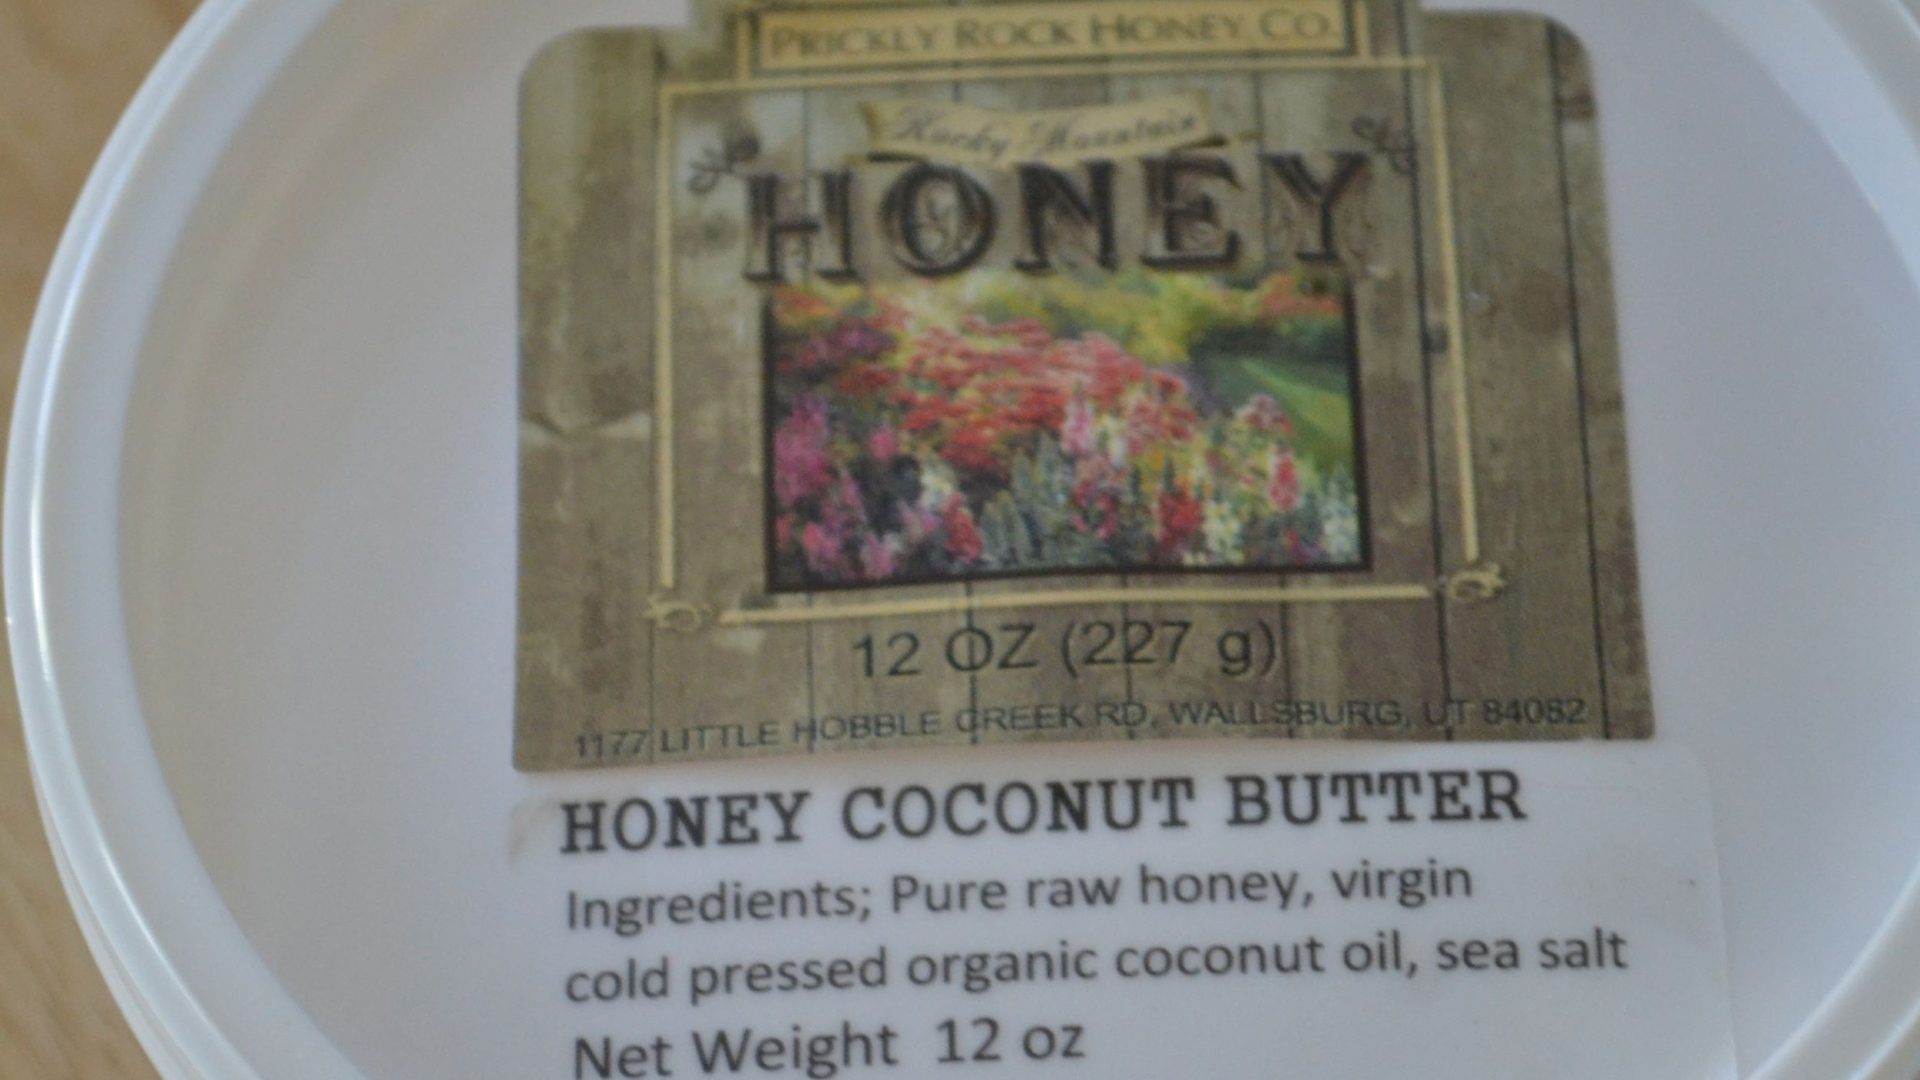 PRICKLY ROCK HONEY CO.
Rocky Mountain
HONEY
12 OZ (227 g)
1177 LITTLE HOBBLE CREEK RD, WALLSBURG, UT 84082
HONEY COCONUT BUTTER
Ingredients; Pure raw honey, virgin
cold pressed organic coconut oil, sea salt
Net Weight 12 oz